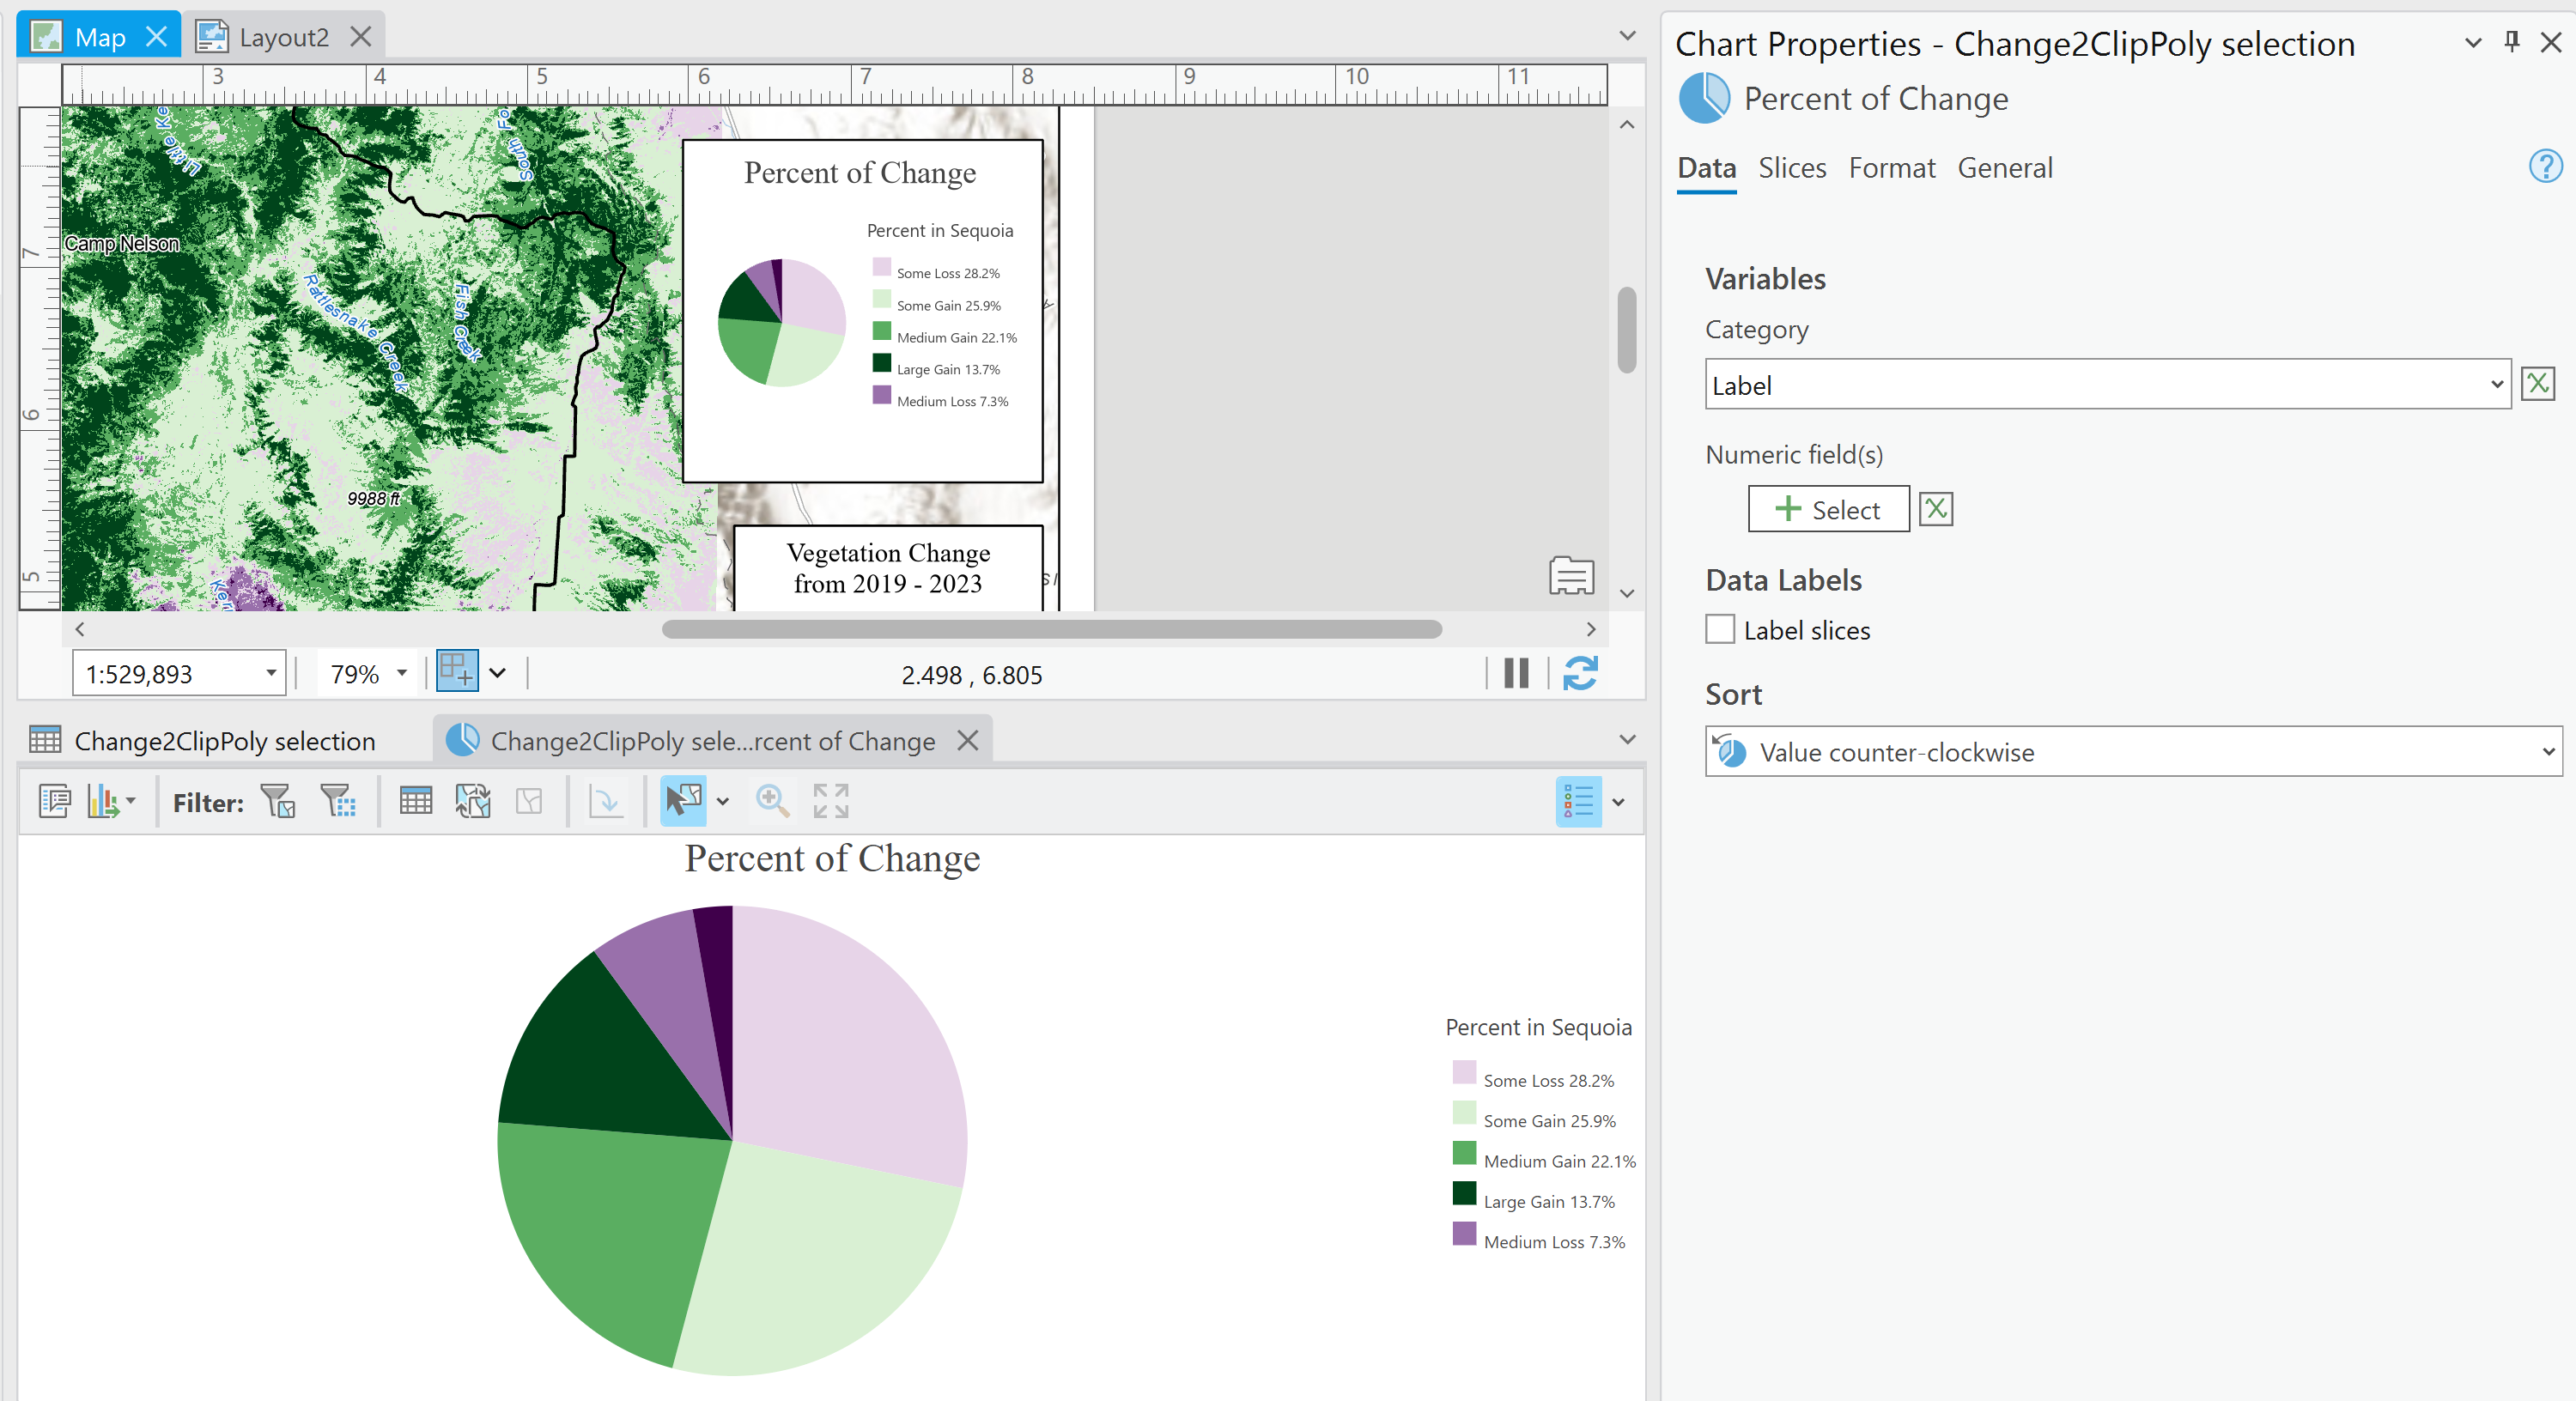 Map
Layout2
3 4 5 6 7 8 9 10 11
7
6
5
Little Ke
South Fo
Camp Nelson
Rattlesnake Creek
Fish Creek
9988 ft
Kern
Percent of Change
Percent in Sequoia
Some Loss 28.2%
Some Gain 25.9%
Medium Gain 22.1%
Large Gain 13.7%
Medium Loss 7.3%
Vegetation Change
from 2019 - 2023
S I
1:529,893
79%
2.498 , 6.805
Change2ClipPoly selection
Change2ClipPoly sele...rcent of Change
Filter:
Percent of Change
Percent in Sequoia
Some Loss 28.2%
Some Gain 25.9%
Medium Gain 22.1%
Large Gain 13.7%
Medium Loss 7.3%
Chart Properties - Change2ClipPoly selection
Percent of Change
Data Slices Format General
Variables
Category
Label
Numeric field(s)
Select
Data Labels
Label slices
Sort
Value counter-clockwise